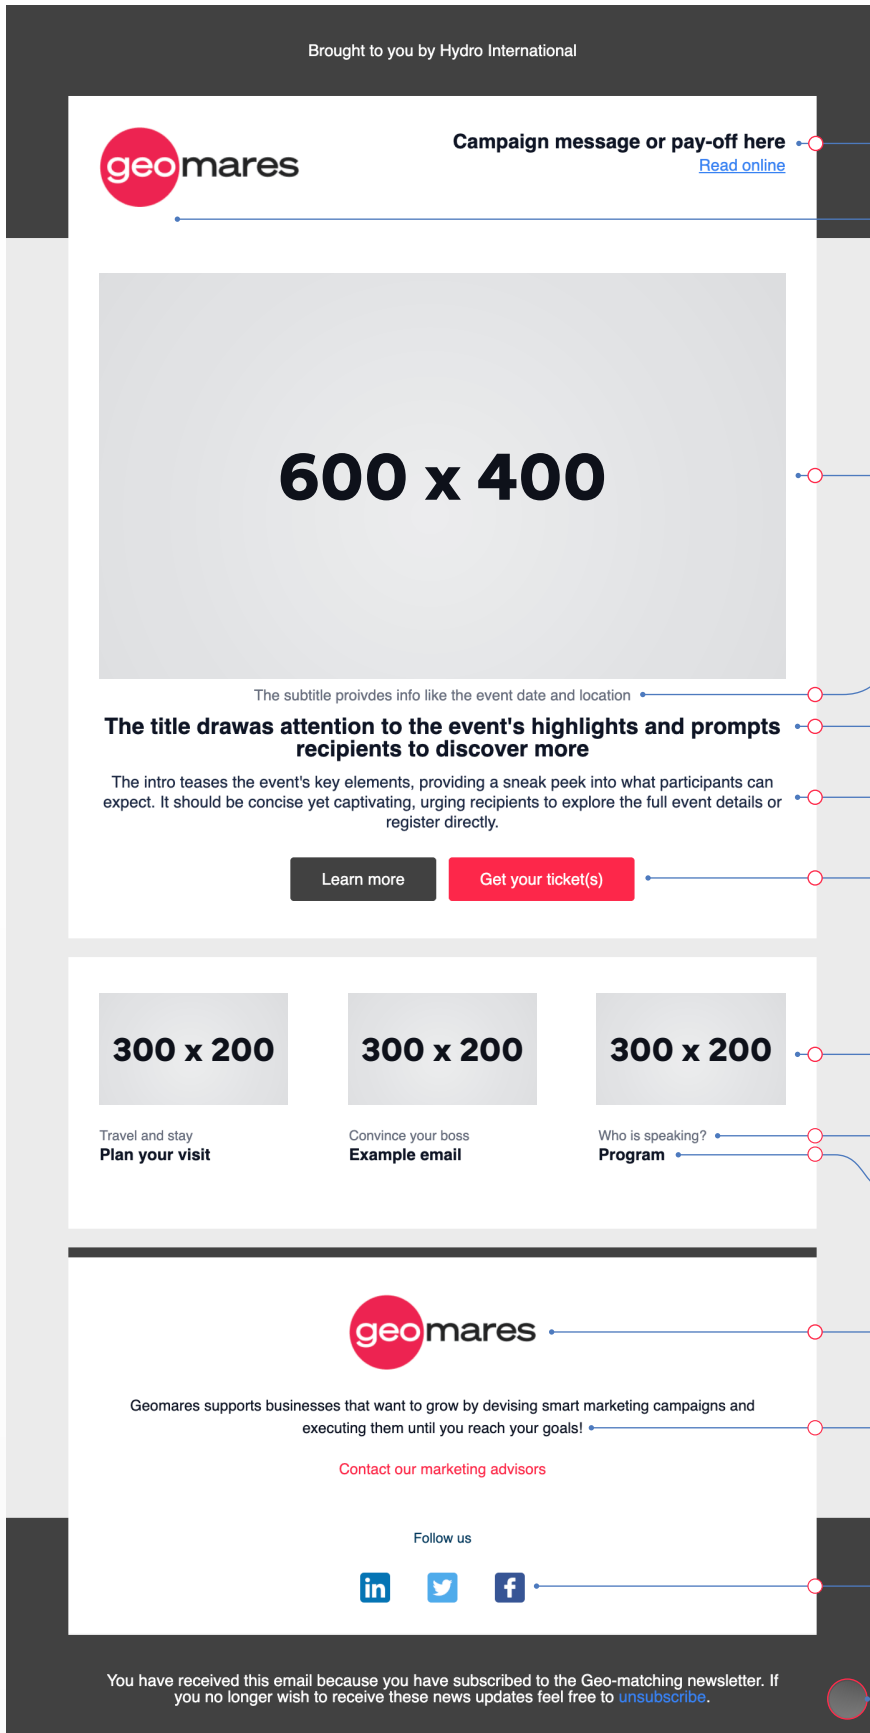 Brought to you by Hydro International
geomares
Campaign message or pay-off here
Read online
600 x 400
The subtitle proivdes info like the event date and location
The title drawas attention to the event's highlights and prompts
recipients to discover more
The intro teases the event's key elements, providing a sneak peek into what participants can
expect. It should be concise yet captivating, urging recipients to explore the full event details or
register directly.
Learn more
Get your ticket(s)
300 x 200
300 x 200
300 x 200
Travel and stay
Plan your visit
Convince your boss
Example email
Who is speaking?
Program
geomares
Geomares supports businesses that want to grow by devising smart marketing campaigns and
executing them until you reach your goals!
Contact our marketing advisors
Follow us
in
f
You have received this email because you have subscribed to the Geo-matching newsletter. If
you no longer wish to receive these news updates feel free to unsubscribe.